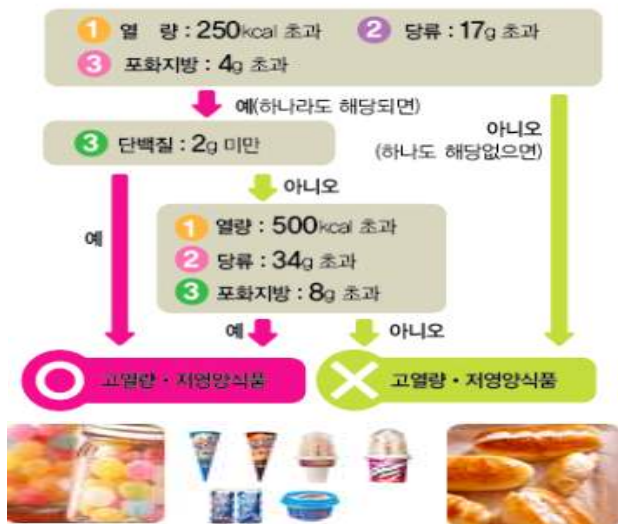 1 열 량 : 250kcal 초과 2 당류 : 17g 초과
3 포화지방 : 4g 초과
예(하나라도 해당되면)
아니오
(하나도 해당없으면)
3 단백질 : 2g 미만
아니오
예
1 열량 : 500kcal 초과
2 당류 : 34g 초과
3 포화지방 : 8g 초과
예 아니오
고열량·저영양식품 고열량·저영양식품